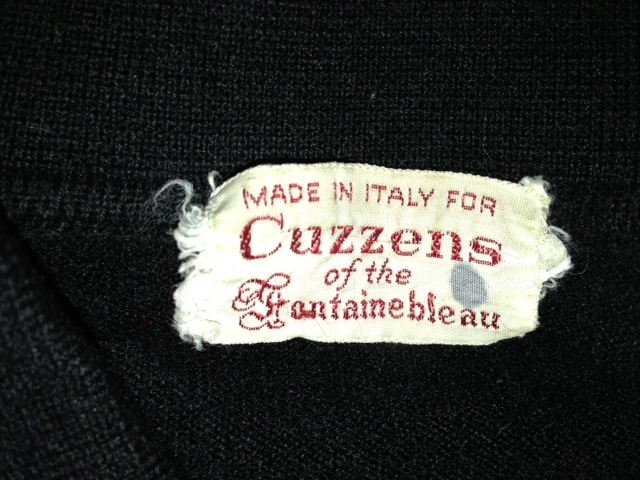 MADE IN ITALY FOR
Cuzzens
of the
Fontainebleau